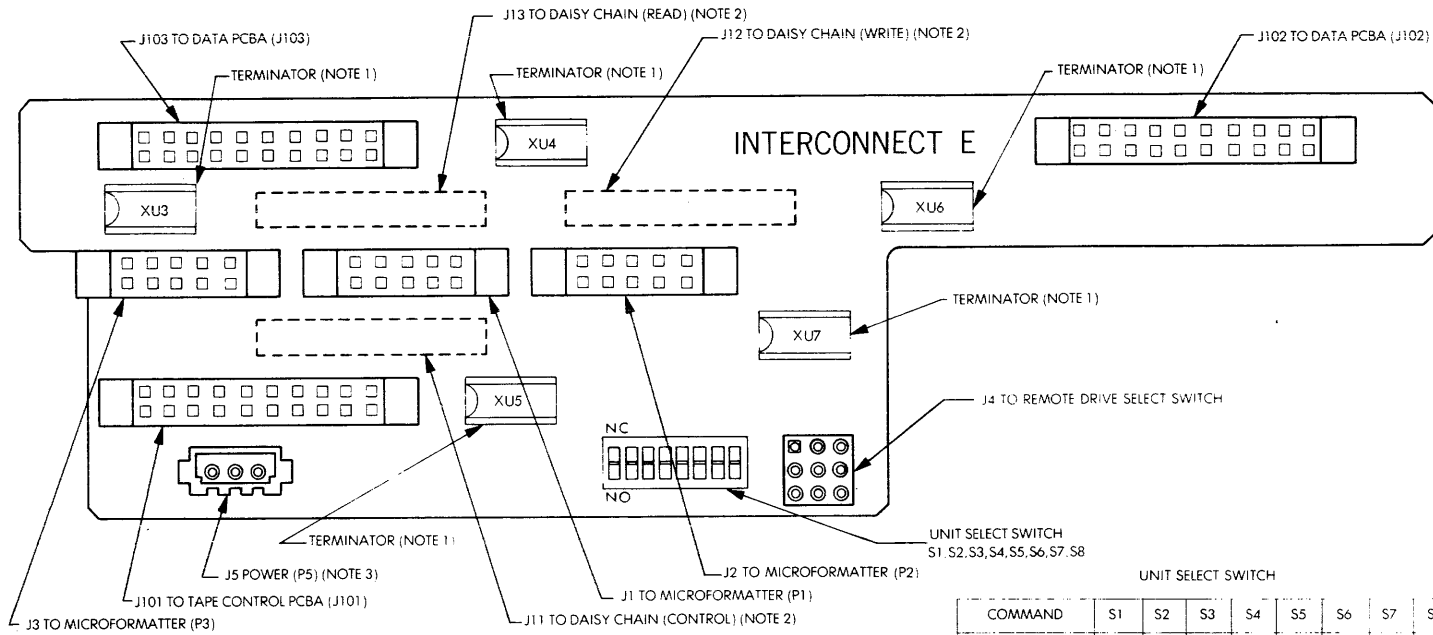 J13 TO DAISY CHAIN (READ) (NOTE 2)
J103 TO DATA PCBA (J103)
J12 TO DAISY CHAIN (WRITE) (NOTE 2)
J102 TO DATA PCBA (J102)
TERMINATOR (NOTE 1)
TERMINATOR (NOTE 1)
TERMINATOR (NOTE 1)
XU4
INTERCONNECT E
XU3
XU6
TERMINATOR (NOTE 1)
XU7
XU5
J4 TO REMOTE DRIVE SELECT SWITCH
NC
NO
UNIT SELECT SWITCH
S1,S2,S3,S4,S5,S6,S7,S8
TERMINATOR (NOTE 1)
J5 POWER (P5) (NOTE 3)
J2 TO MICROFORMATTER (P2)
J101 TO TAPE CONTROL PCBA (J101)
J1 TO MICROFORMATTER (P1)
J3 TO MICROFORMATTER (P3)
J11 TO DAISY CHAIN (CONTROL) (NOTE 2)
UNIT SELECT SWITCH
COMMAND S1 S2 S3 S4 S5 S6 S7 S